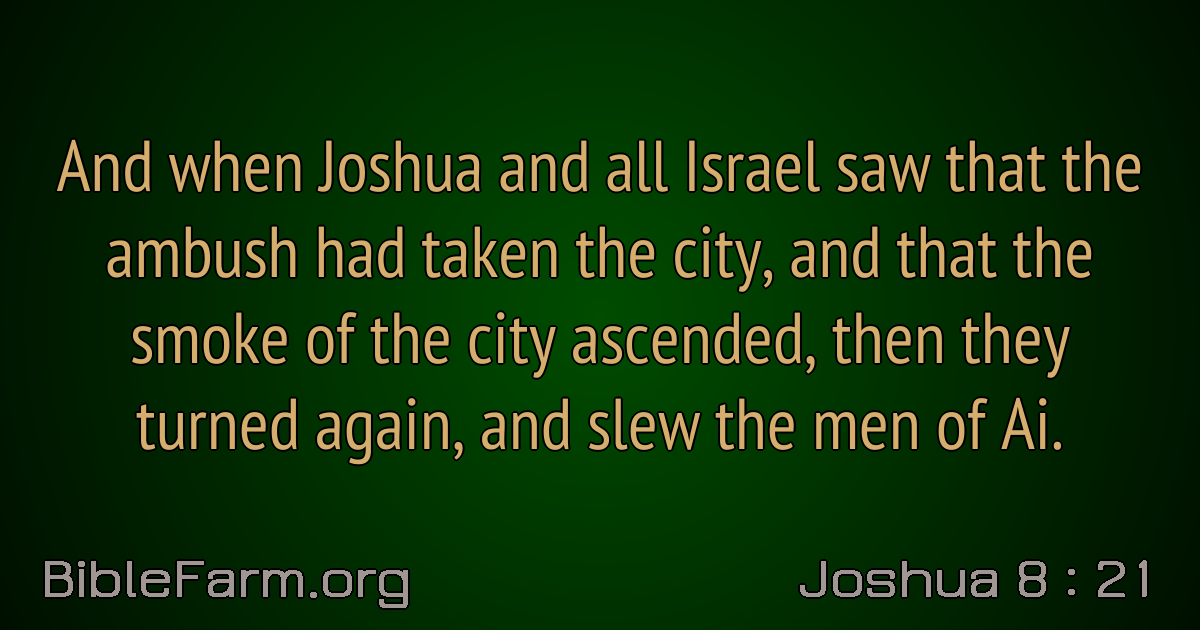 And when Joshua and all Israel saw that the
ambush had taken the city, and that the
smoke of the city ascended, then they
turned again, and slew the men of Ai.
BibleFarm.org
Joshua 8 : 21